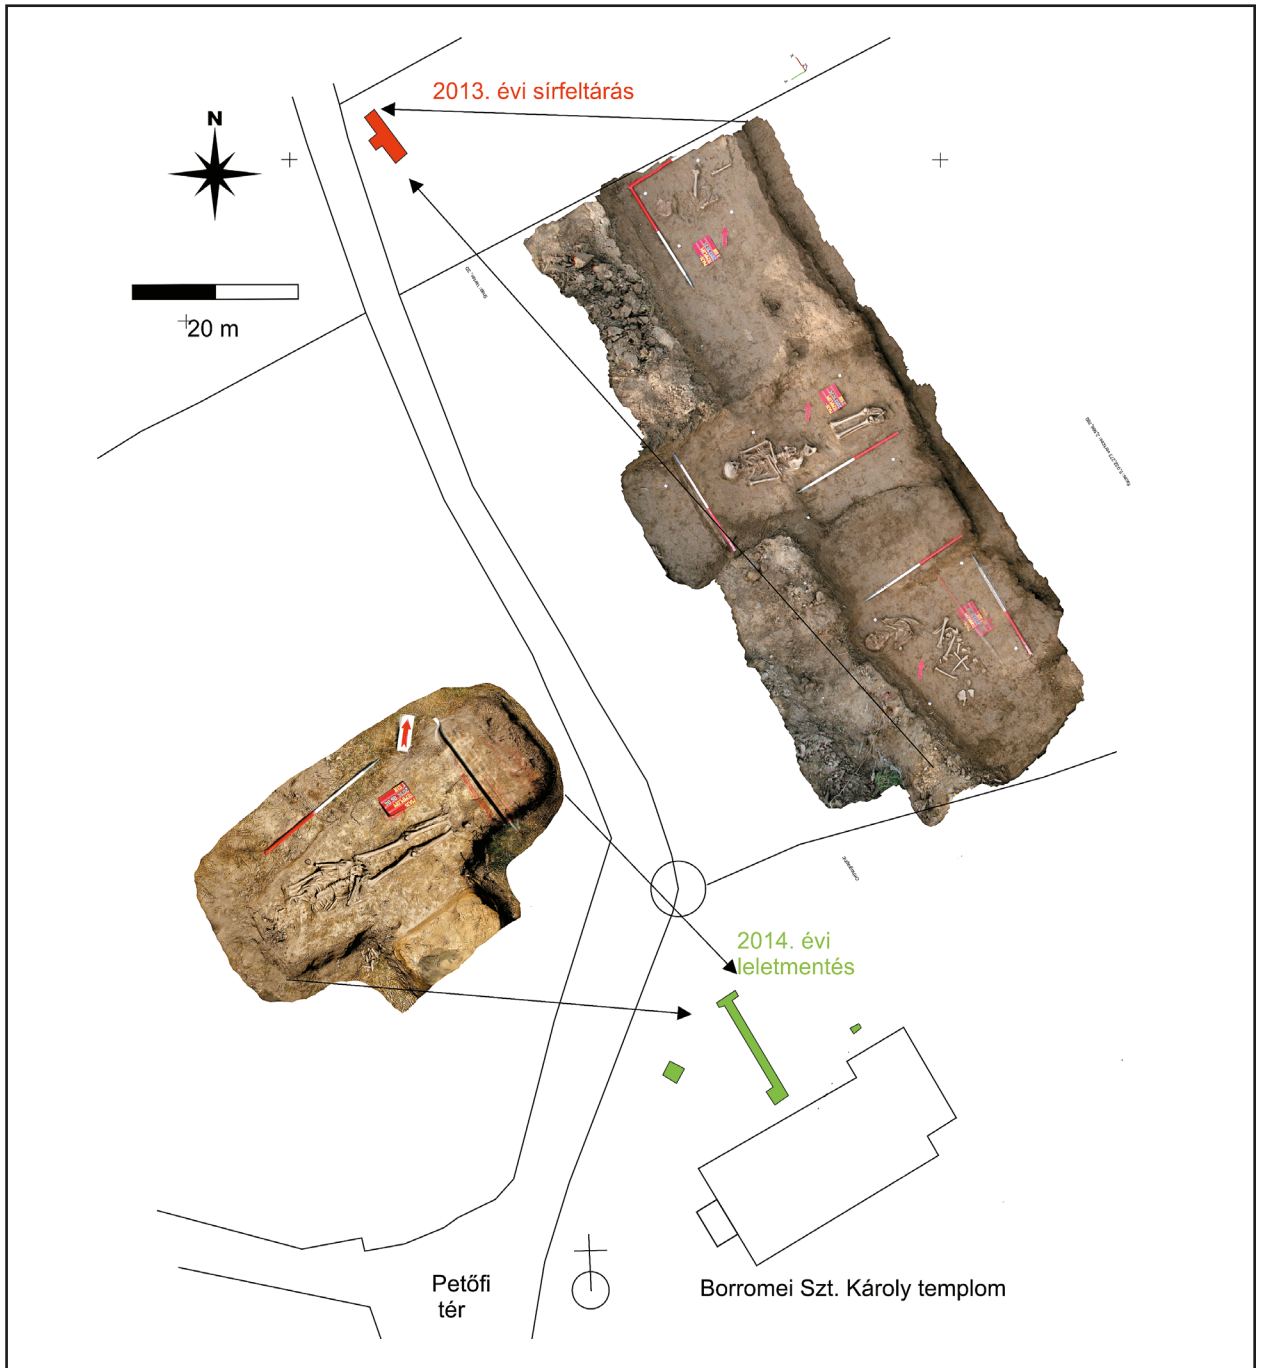 2013. évi sírfeltárás
N
20 m
2014. évi
leletmentés
Petőfi
tér
Borromei Szt. Károly templom